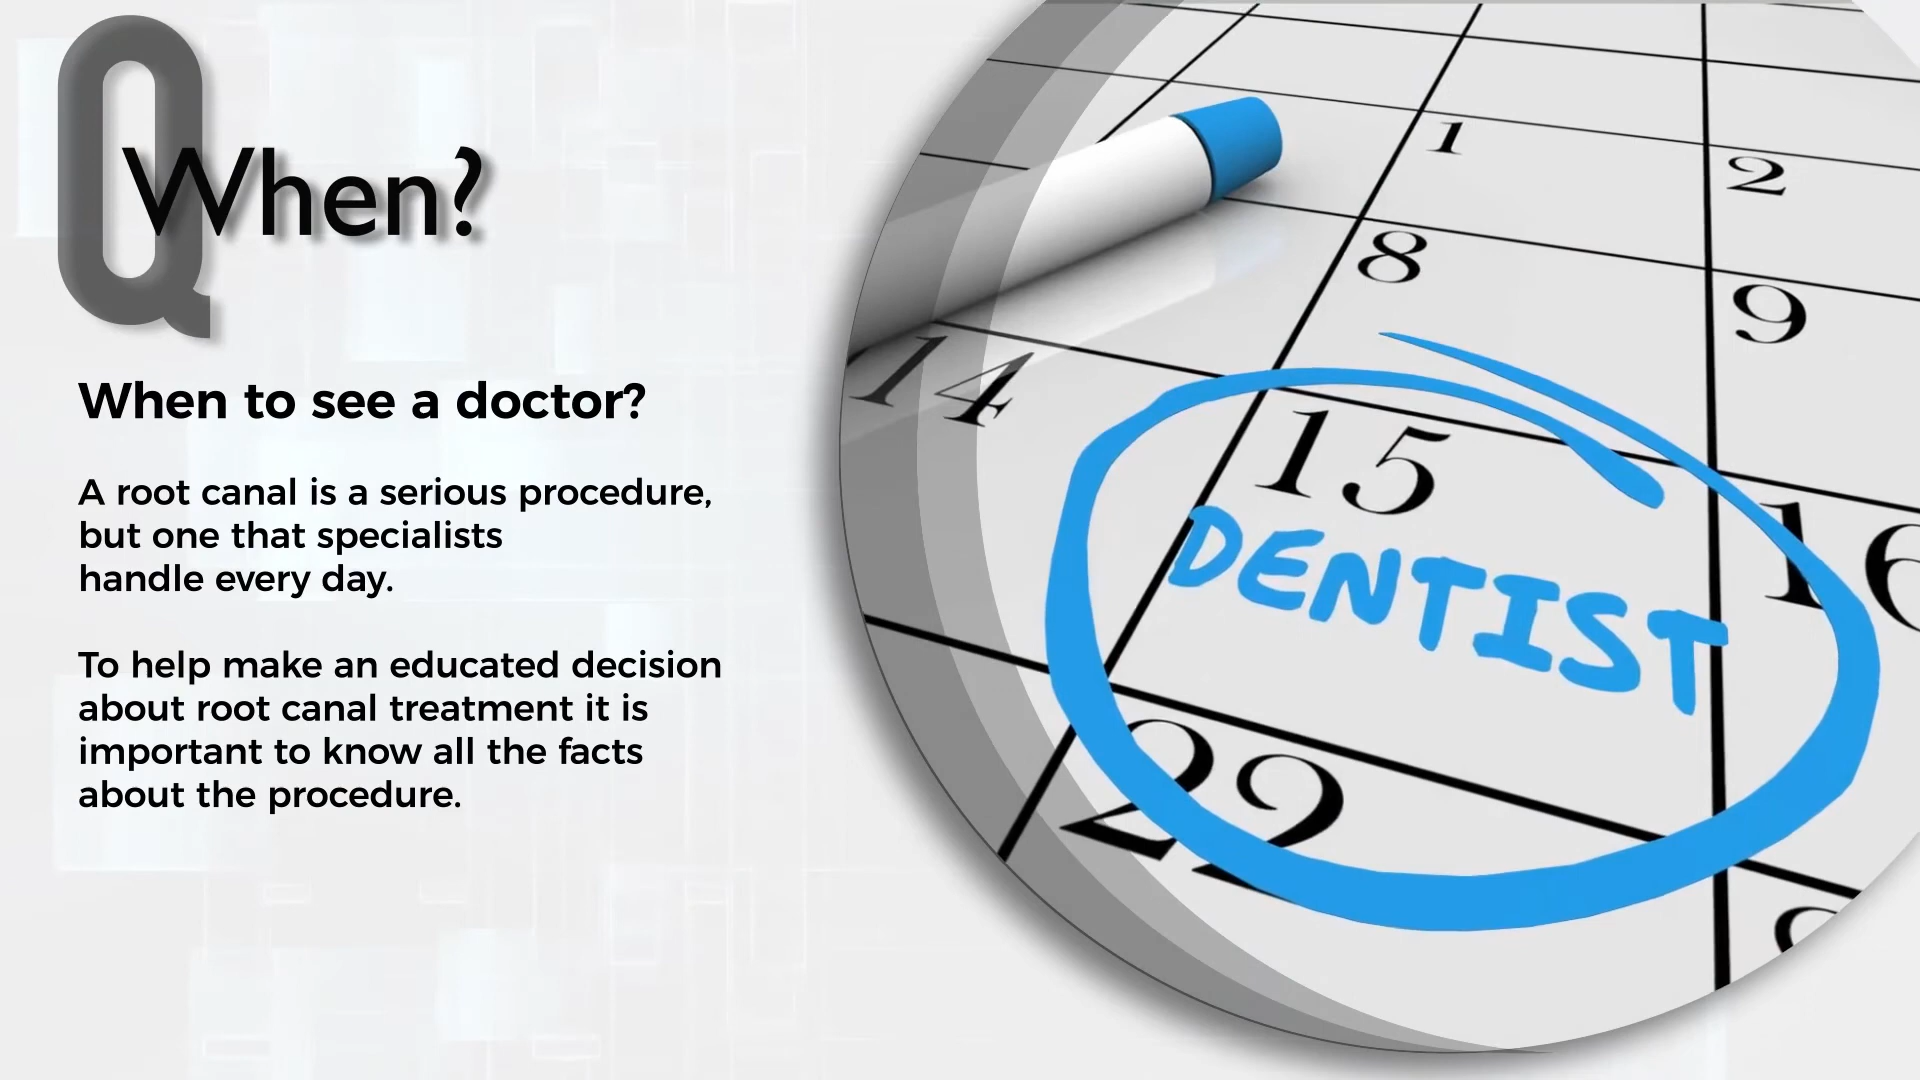 Q
When?
When to see a doctor?
A root canal is a serious procedure,
but one that specialists
handle every day.
To help make an educated decision
about root canal treatment it is
important to know all the facts
about the procedure.
1
2
8
9
14
15
16
DENTIST
22